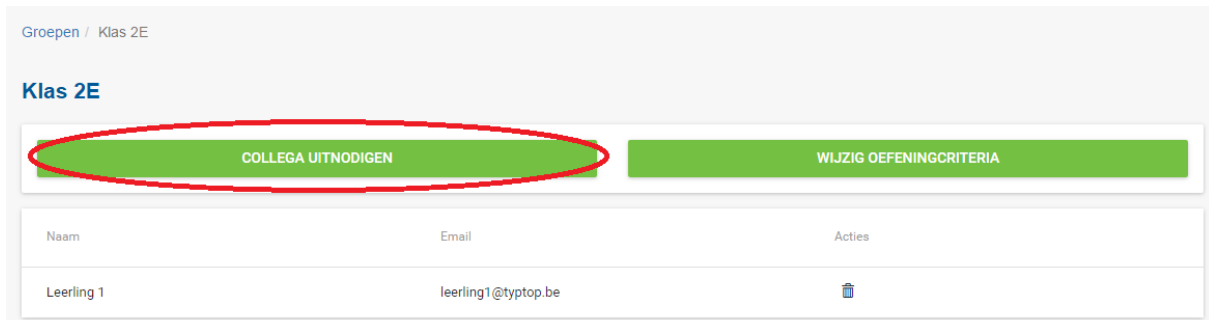 Groepen / Klas 2E
Klas 2E
COLLEGA UITNODIGEN WIJZIG OEFENINGCRITERIA
Naam Email Acties
Leerling 1 leerling1@typtop.be